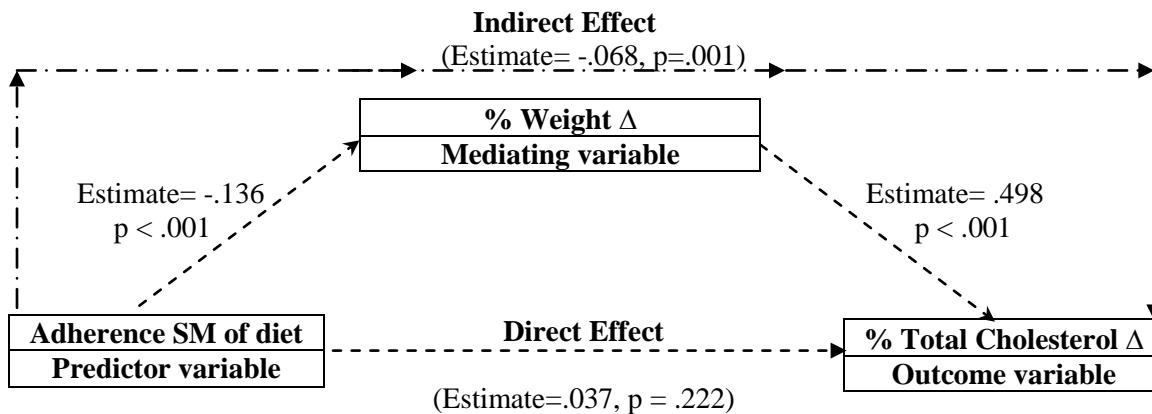 Indirect Effect
(Estimate= -.068, p=.001)
% Weight Δ
Mediating variable
Estimate= -.136
p < .001
Estimate= .498
p < .001
Adherence SM of diet
Predictor variable
Direct Effect
(Estimate=.037, p = .222)
% Total Cholesterol Δ
Outcome variable